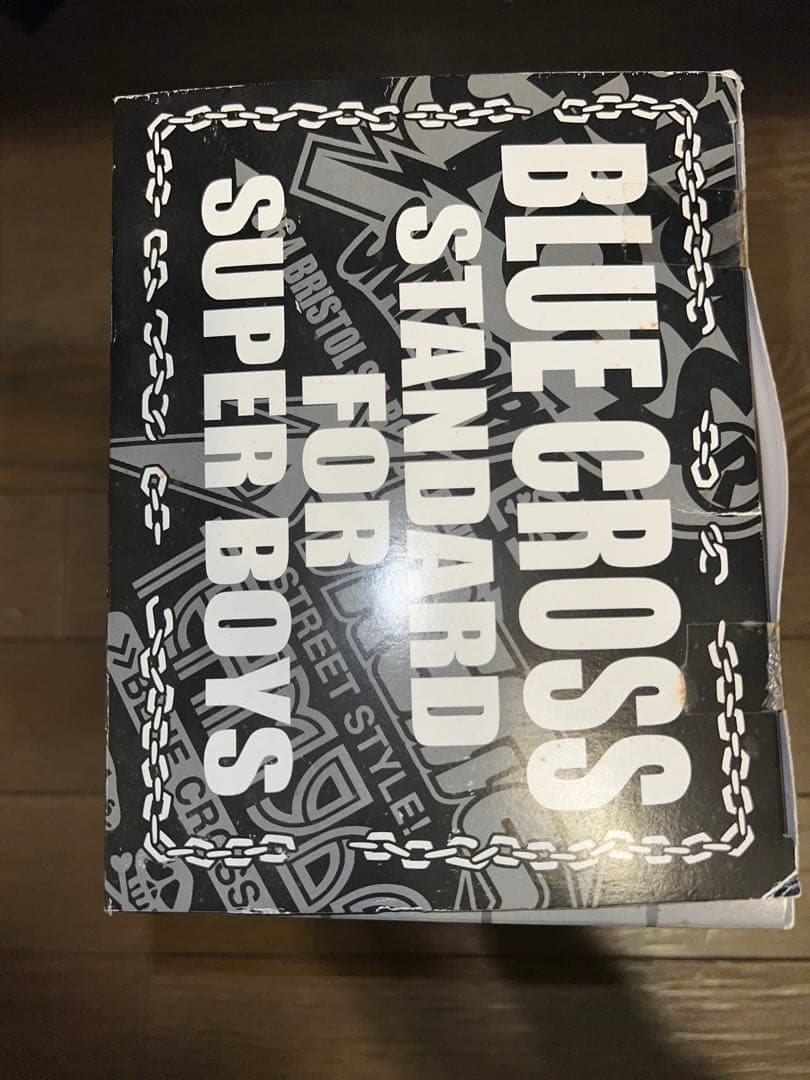 BLUE CROSS
STANDARD
FOR
SUPER BOYS
BRISTOL
STREET STYLE!
BLUE CROSS